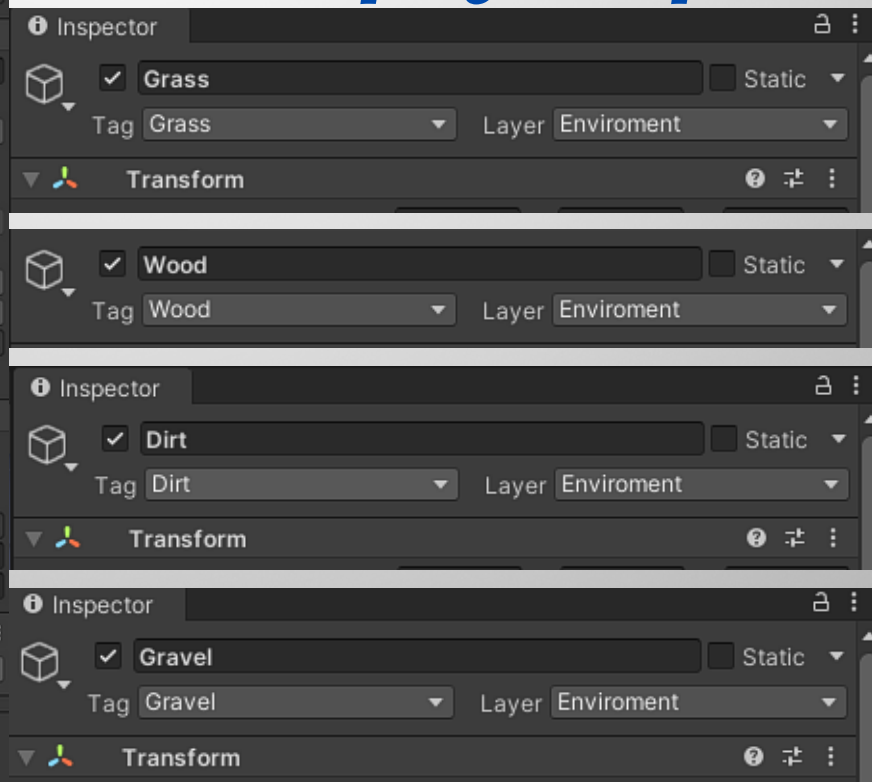 Inspector
Grass Static
Tag Grass Layer Enviroment
Transform
Wood Static
Tag Wood Layer Enviroment
Inspector
Dirt Static
Tag Dirt Layer Enviroment
Transform
Inspector
Gravel Static
Tag Gravel Layer Enviroment
Transform